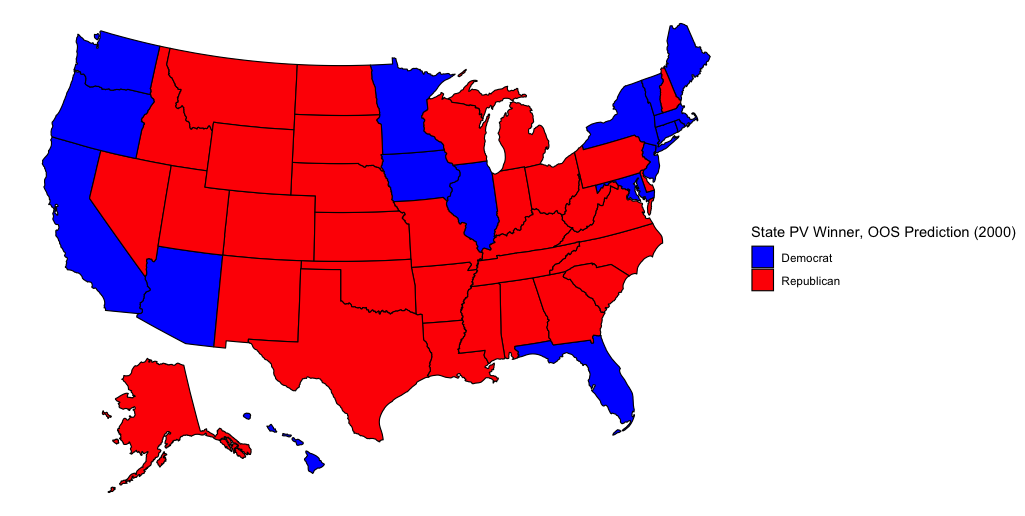 State PV Winner, OOS Prediction (2000)
Democrat
Republican